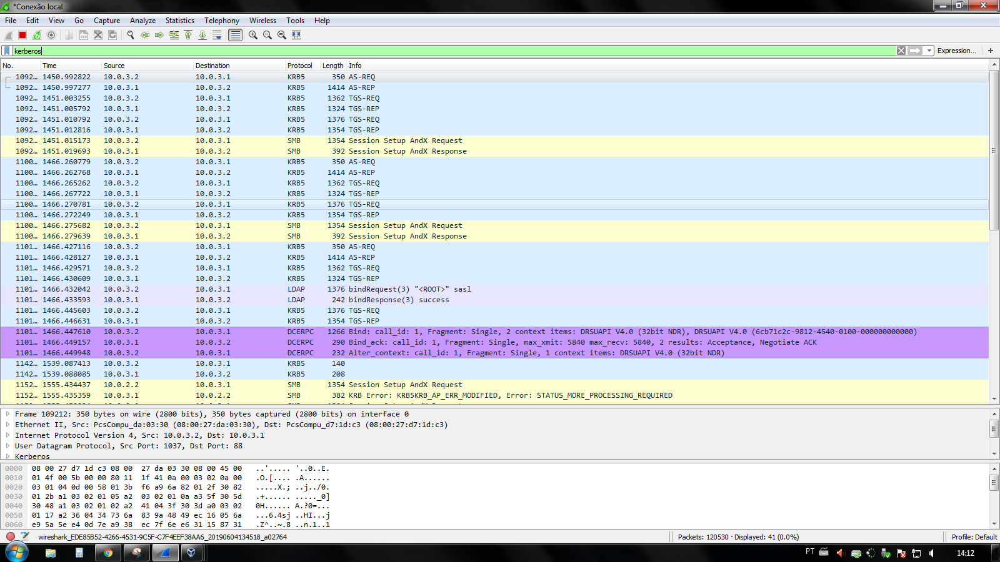 *Conexão local
File Edit View Go Capture Analyze Statistics Telephony Wireless Tools Help
kerberos
Expression... +
No. Time Source Destination Protocol Length Info
1092… 1450.992822 10.0.3.2 10.0.3.1 KRB5 350 AS-REQ
1092… 1450.997277 10.0.3.1 10.0.3.2 KRB5 1414 AS-REP
1092… 1451.003255 10.0.3.2 10.0.3.1 KRB5 1362 TGS-REQ
1092… 1451.005792 10.0.3.1 10.0.3.2 KRB5 1324 TGS-REP
1092… 1451.010792 10.0.3.2 10.0.3.1 KRB5 1376 TGS-REQ
1092… 1451.012816 10.0.3.1 10.0.3.2 KRB5 1354 TGS-REP
1092… 1451.015173 10.0.3.2 10.0.3.1 SMB 1354 Session Setup AndX Request
1092… 1451.019693 10.0.3.1 10.0.3.2 SMB 392 Session Setup AndX Response
1100… 1466.260779 10.0.3.2 10.0.3.1 KRB5 350 AS-REQ
1100… 1466.262768 10.0.3.1 10.0.3.2 KRB5 1414 AS-REP
1100… 1466.265262 10.0.3.2 10.0.3.1 KRB5 1362 TGS-REQ
1100… 1466.267722 10.0.3.1 10.0.3.2 KRB5 1324 TGS-REP
1100… 1466.270781 10.0.3.2 10.0.3.1 KRB5 1376 TGS-REQ
1100… 1466.272249 10.0.3.1 10.0.3.2 KRB5 1354 TGS-REP
1100… 1466.275682 10.0.3.2 10.0.3.1 SMB 1354 Session Setup AndX Request
1100… 1466.279639 10.0.3.1 10.0.3.2 SMB 392 Session Setup AndX Response
1101… 1466.427116 10.0.3.2 10.0.3.1 KRB5 350 AS-REQ
1101… 1466.428127 10.0.3.1 10.0.3.2 KRB5 1414 AS-REP
1101… 1466.429571 10.0.3.2 10.0.3.1 KRB5 1362 TGS-REQ
1101… 1466.430609 10.0.3.1 10.0.3.2 KRB5 1324 TGS-REP
1101… 1466.432042 10.0.3.2 10.0.3.1 LDAP 1376 bindRequest(3) "<ROOT>" sasl
1101… 1466.433593 10.0.3.1 10.0.3.2 LDAP 242 bindResponse(3) success
1101… 1466.445603 10.0.3.2 10.0.3.1 KRB5 1376 TGS-REQ
1101… 1466.446631 10.0.3.1 10.0.3.2 KRB5 1354 TGS-REP
1101… 1466.447610 10.0.3.2 10.0.3.1 DCERPC 1266 Bind: call_id: 1, Fragment: Single, 2 context items: DRSUAPI V4.0 (32bit NDR), DRSUAPI V4.0 (6cb71c2c-9812-4540-0100-000000000000)
1101… 1466.449157 10.0.3.1 10.0.3.2 DCERPC 290 Bind_ack: call_id: 1, Fragment: Single, max_xmit: 5840 max_recv: 5840, 2 results: Acceptance, Negotiate ACK
1101… 1466.449948 10.0.3.2 10.0.3.1 DCERPC 232 Alter_context: call_id: 1, Fragment: Single, 1 context items: DRSUAPI V4.0 (32bit NDR)
1142… 1539.087413 10.0.3.2 10.0.3.1 KRB5 140
1142… 1539.088085 10.0.3.1 10.0.3.2 KRB5 208
1152… 1555.434437 10.0.2.2 10.0.3.1 SMB 1354 Session Setup AndX Request
1152… 1555.435359 10.0.3.1 10.0.2.2 SMB 382 KRB Error: KRB5KRB_AP_ERR_MODIFIED, Error: STATUS_MORE_PROCESSING_REQUIRED
Frame 109212: 350 bytes on wire (2800 bits), 350 bytes captured (2800 bits) on interface 0
Ethernet II, Src: PcsCompu_da:03:30 (08:00:27:da:03:30), Dst: PcsCompu_d7:1d:c3 (08:00:27:d7:1d:c3)
Internet Protocol Version 4, Src: 10.0.3.2, Dst: 10.0.3.1
User Datagram Protocol, Src Port: 1037, Dst Port: 88
Kerberos
0000 08 00 27 d7 1d c3 08 00 27 da 03 30 08 00 45 00 ..'..... '..0..E.
0010 01 4f 00 5b 00 00 80 11 1f 41 0a 00 03 02 0a 00 .O.[.... .A......
0020 03 01 04 0d 00 58 01 3b f6 a9 6a 82 01 2f 30 82 .....X.; ..j../0.
0030 01 2b a1 03 02 01 05 a2 03 02 01 0a a3 5f 30 5d .+...... ....._0]
0040 30 48 a1 03 02 01 02 a2 41 04 3f 30 3d a0 03 02 0H...... A.?0=...
0050 01 17 a2 36 04 34 73 6a 83 9a 48 49 ec 16 05 6a ...6.4sj ..HI...j
0060 e9 5a 5e e4 0d 7e a9 38 ec 7f 6e e6 31 15 87 31 .Z^..~.8 ..n.1..1
wireshark_EDE85B52-4266-4531-9C5F-C7F4EEF38AA6_20190604134518_a02764 Packets: 120530 · Displayed: 41 (0.0%) Profile: Default
PT 14:12